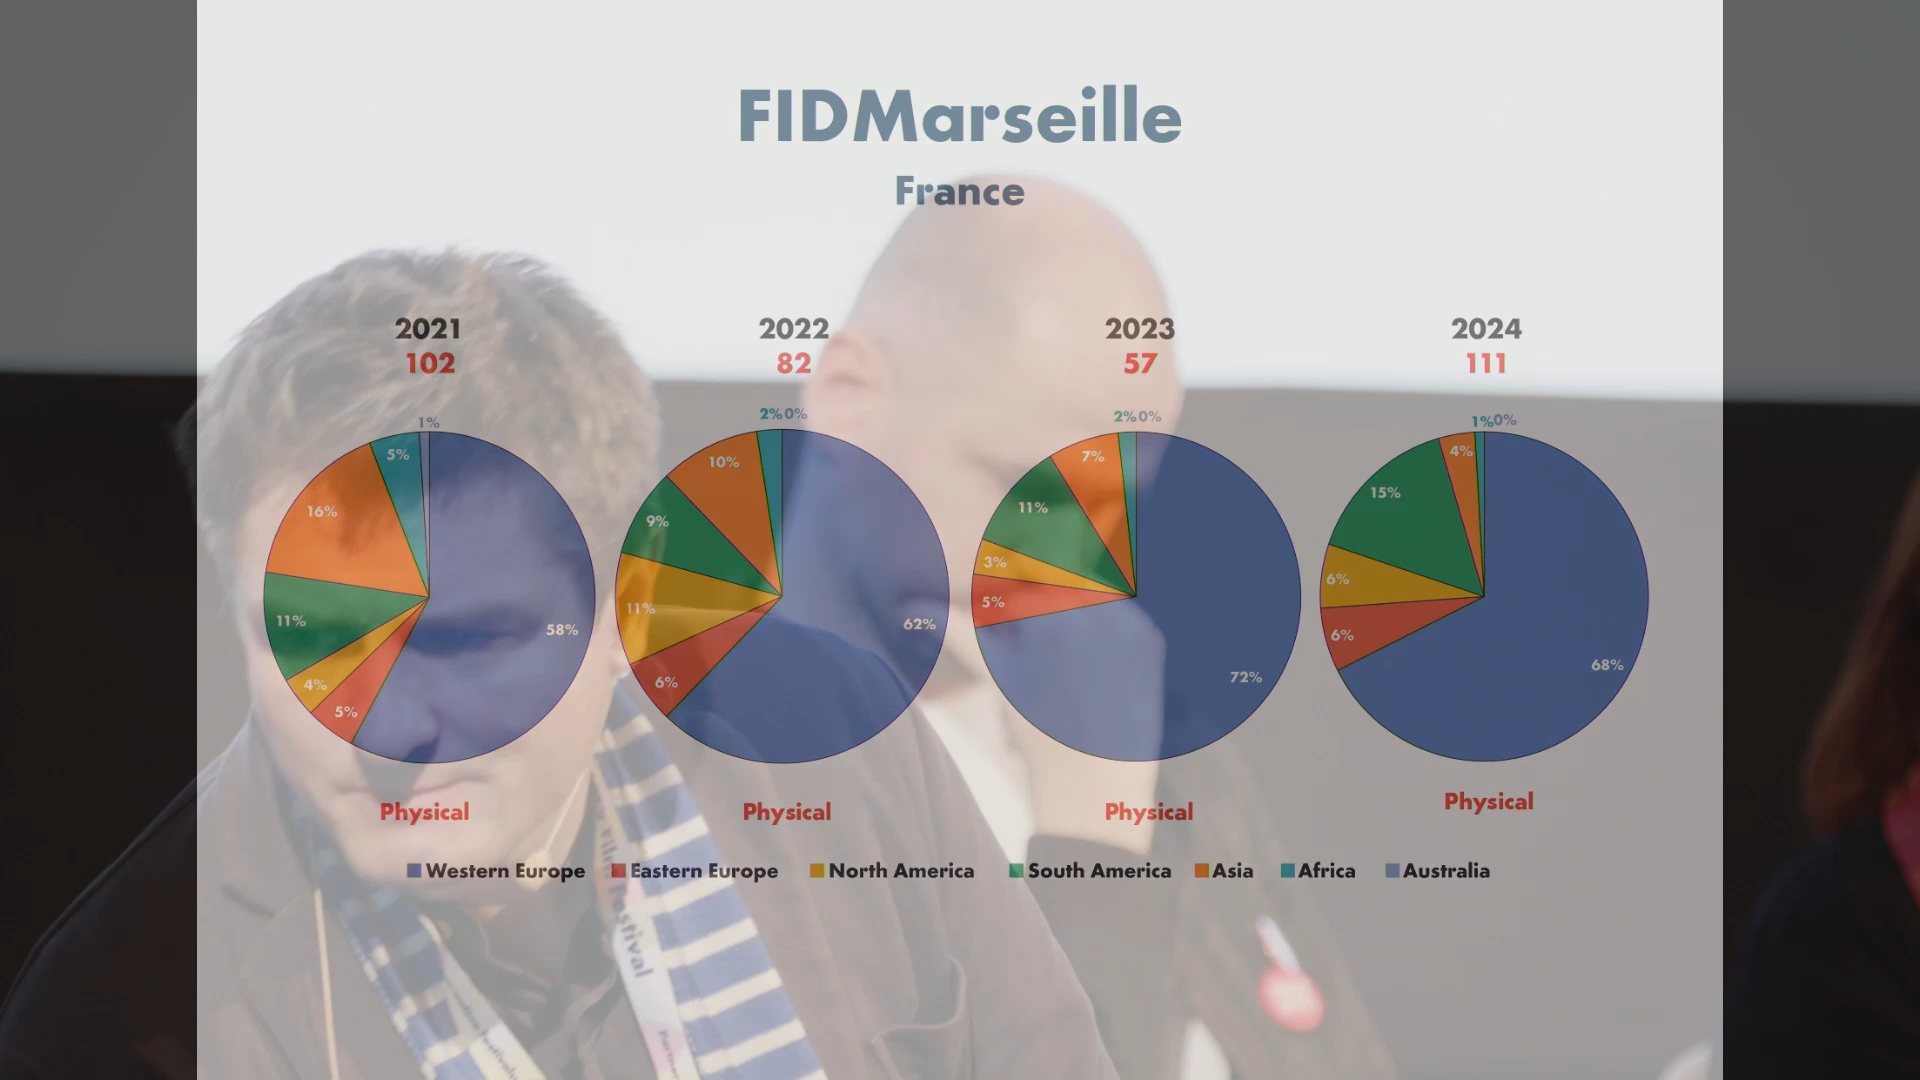 FIDMarseille
France
2021 2022 2023 2024
102 82 57 111
1% 2% 0% 2% 0% 1% 0%
5% 16% 11% 4% 5% 58%
10% 9% 11% 6% 62%
7% 11% 3% 5% 72%
4% 15% 6% 6% 68%
Physical Physical Physical Physical
Western Europe Eastern Europe North America South America Asia Africa Australia